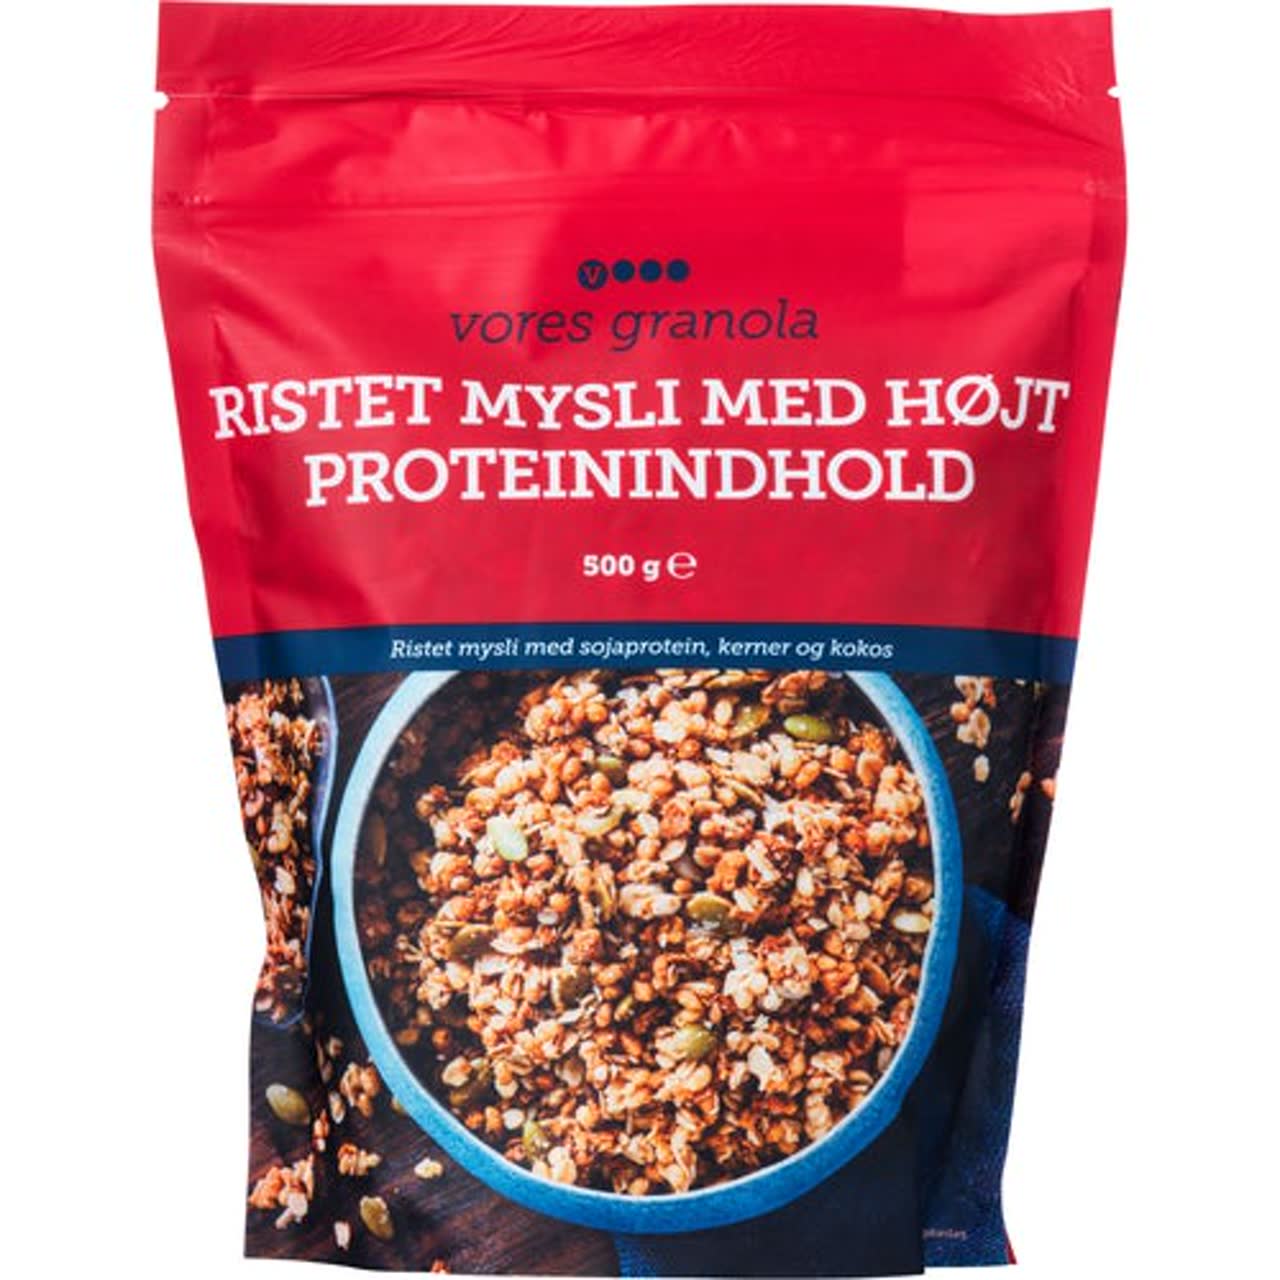 v
vores granola
RISTET MYSLI MED HØJT
PROTEININDHOLD
500 g ℮
Ristet mysli med sojaprotein, kerner og kokos